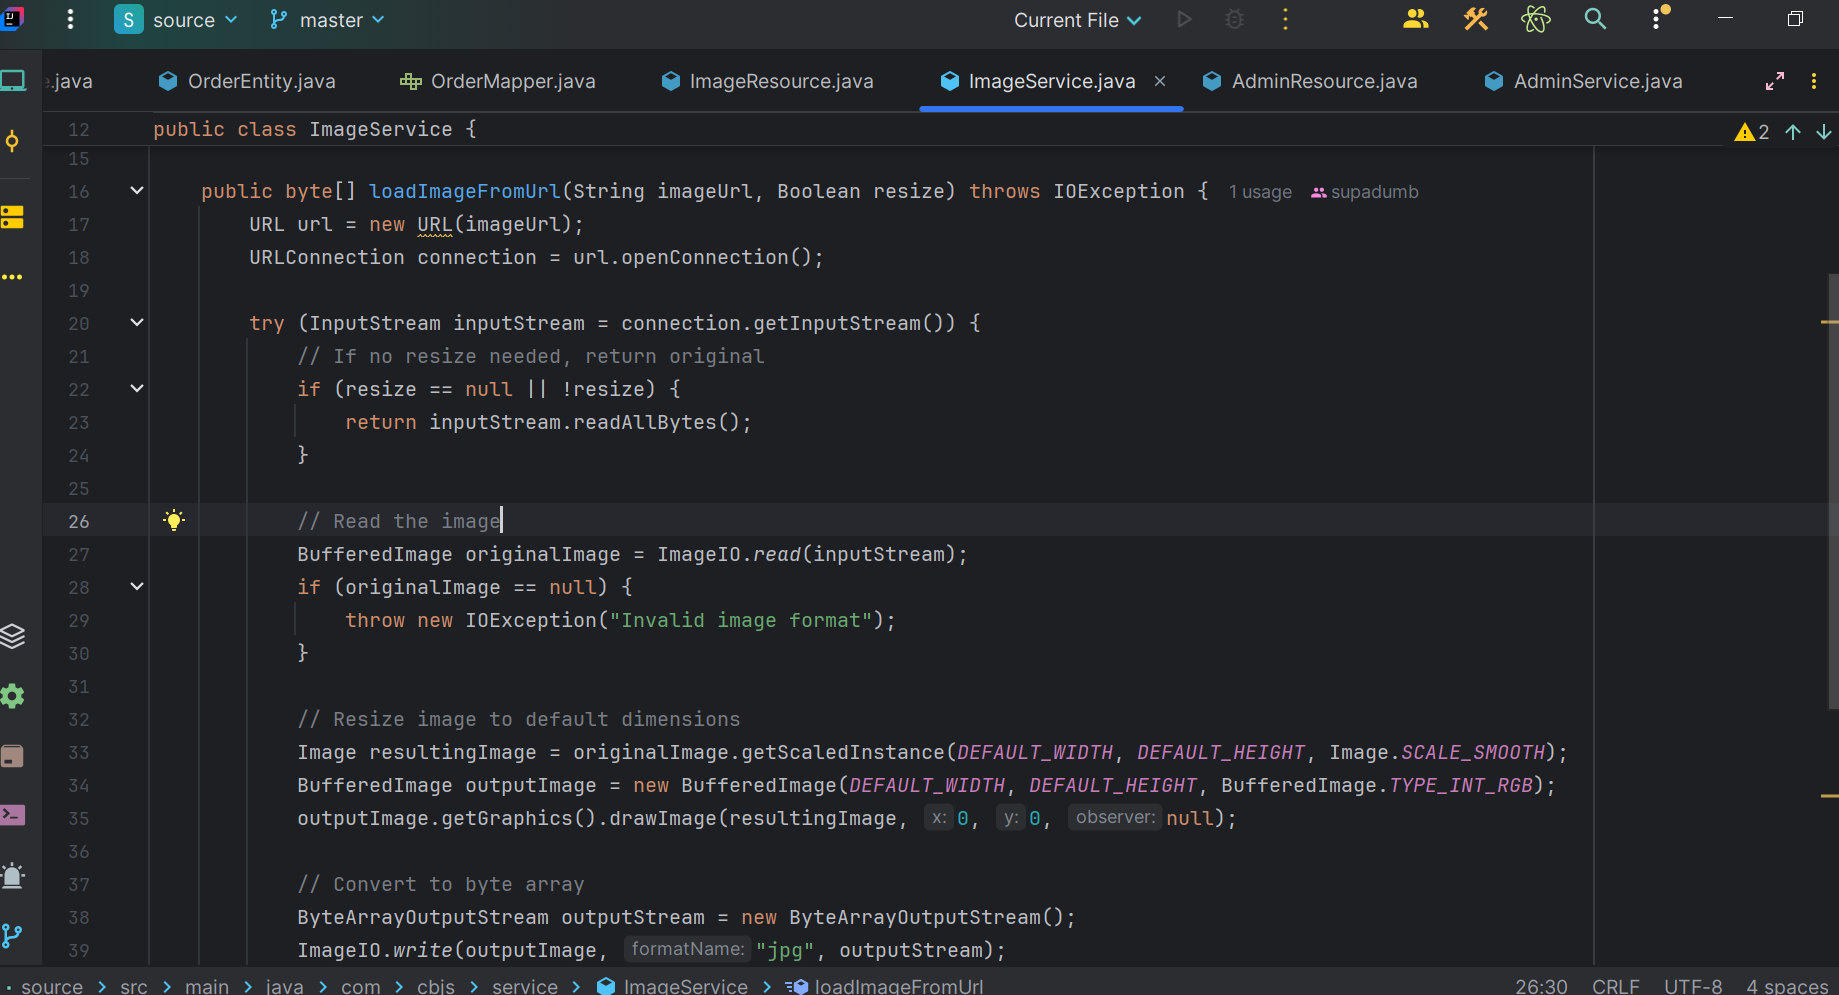 S source master Current File
e.java OrderEntity.java OrderMapper.java ImageResource.java ImageService.java AdminResource.java AdminService.java
12 public class ImageService { 2
15
16 public byte[] loadImageFromUrl(String imageUrl, Boolean resize) throws IOException { 1 usage supadumb
17 URL url = new URL(imageUrl);
18 URLConnection connection = url.openConnection();
19
20 try (InputStream inputStream = connection.getInputStream()) {
21 // If no resize needed, return original
22 if (resize == null || !resize) {
23 return inputStream.readAllBytes();
24 }
25
26 // Read the image
27 BufferedImage originalImage = ImageIO.read(inputStream);
28 if (originalImage == null) {
29 throw new IOException("Invalid image format");
30 }
31
32 // Resize image to default dimensions
33 Image resultingImage = originalImage.getScaledInstance(DEFAULT_WIDTH, DEFAULT_HEIGHT, Image.SCALE_SMOOTH);
34 BufferedImage outputImage = new BufferedImage(DEFAULT_WIDTH, DEFAULT_HEIGHT, BufferedImage.TYPE_INT_RGB);
35 outputImage.getGraphics().drawImage(resultingImage, x: 0, y: 0, observer: null);
36
37 // Convert to byte array
38 ByteArrayOutputStream outputStream = new ByteArrayOutputStream();
39 ImageIO.write(outputImage, formatName: "jpg", outputStream);
source > src > main > java > com > cbjs > service > ImageService > loadImageFromUrl 26:30 CRLF UTF-8 4 spaces